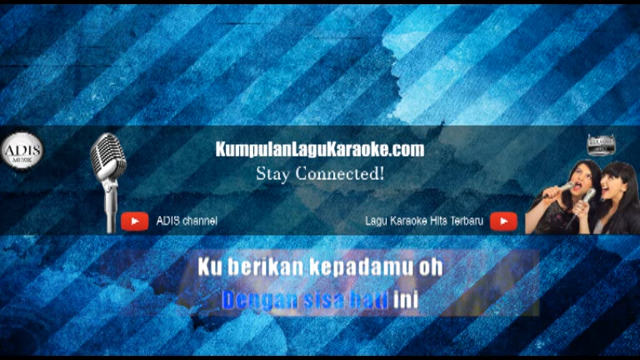 KumpulanLaguKaraoke.com
Stay Connected!
ADIS
MUSIK
ADIS channel
Lagu Karaoke Hits Terbaru
Ku berikan kepadamu oh
Dengan sisa hati ini